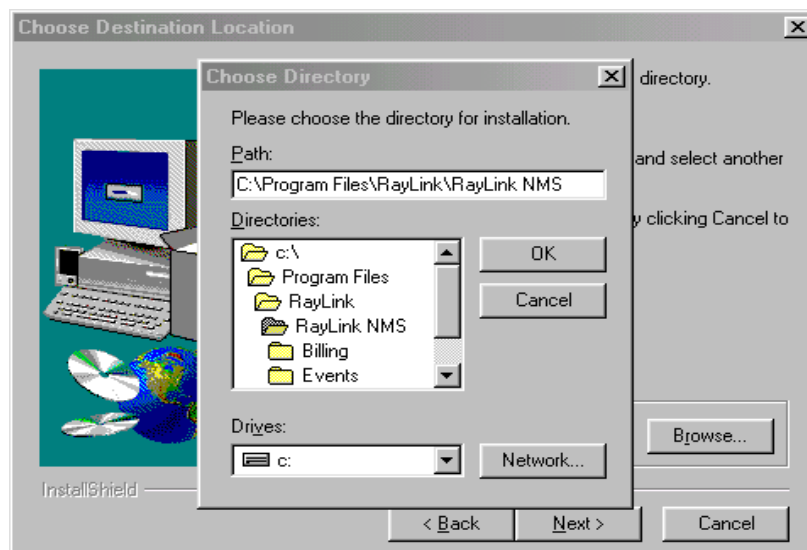 Choose Destination Location
Choose Directory
directory.
Please choose the directory for installation.
Path:
and select another
C:\Program Files\RayLink\RayLink NMS
Directories:
y clicking Cancel to
c:\
OK
Program Files
Cancel
RayLink
RayLink NMS
Billing
Events
Drives:
Browse...
c:
Network...
InstallShield
< Back
Next >
Cancel